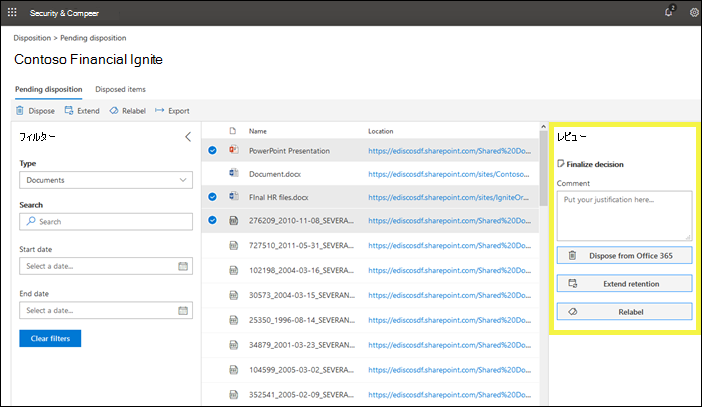 Security & Compeer
2
Disposition > Pending disposition
Contoso Financial Ignite
Pending disposition Disposed items
Dispose Extend Relabel Export
フィルター
Type
Documents
Search
Search
Start date
Select a date...
End date
Select a date...
Clear filters
Name Location
PowerPoint Presentation https://ediscosdf.sharepoint.com/Shared%20Do...
Document.docx https://ediscosdf.sharepoint.com/sites/Contoso...
FInal HR files.docx https://ediscosdf.sharepoint.com/sites/IgniteOr...
276209_2010-11-08_SEVERA... https://ediscosdf.sharepoint.com/Shared%20Do...
727510_2011-05-31_SEVERA... https://ediscosdf.sharepoint.com/Shared%20Do...
102198_2004-03-16_SEVERA... https://ediscosdf.sharepoint.com/Shared%20Do...
30573_2004-03-15_SEVERAN... https://ediscosdf.sharepoint.com/Shared%20Do...
25350_1996-08-14_SEVERAN... https://ediscosdf.sharepoint.com/Shared%20Do...
34879_2001-03-23_SEVERAN... https://ediscosdf.sharepoint.com/Shared%20Do...
104599_2005-03-02_SEVERA... https://ediscosdf.sharepoint.com/Shared%20Do...
352541_2005-02-09_SEVERA... https://ediscosdf.sharepoint.com/Shared%20Do...
レビュー
Finalize decision
Comment
Put your justification here...
Dispose from Office 365
Extend retention
Relabel